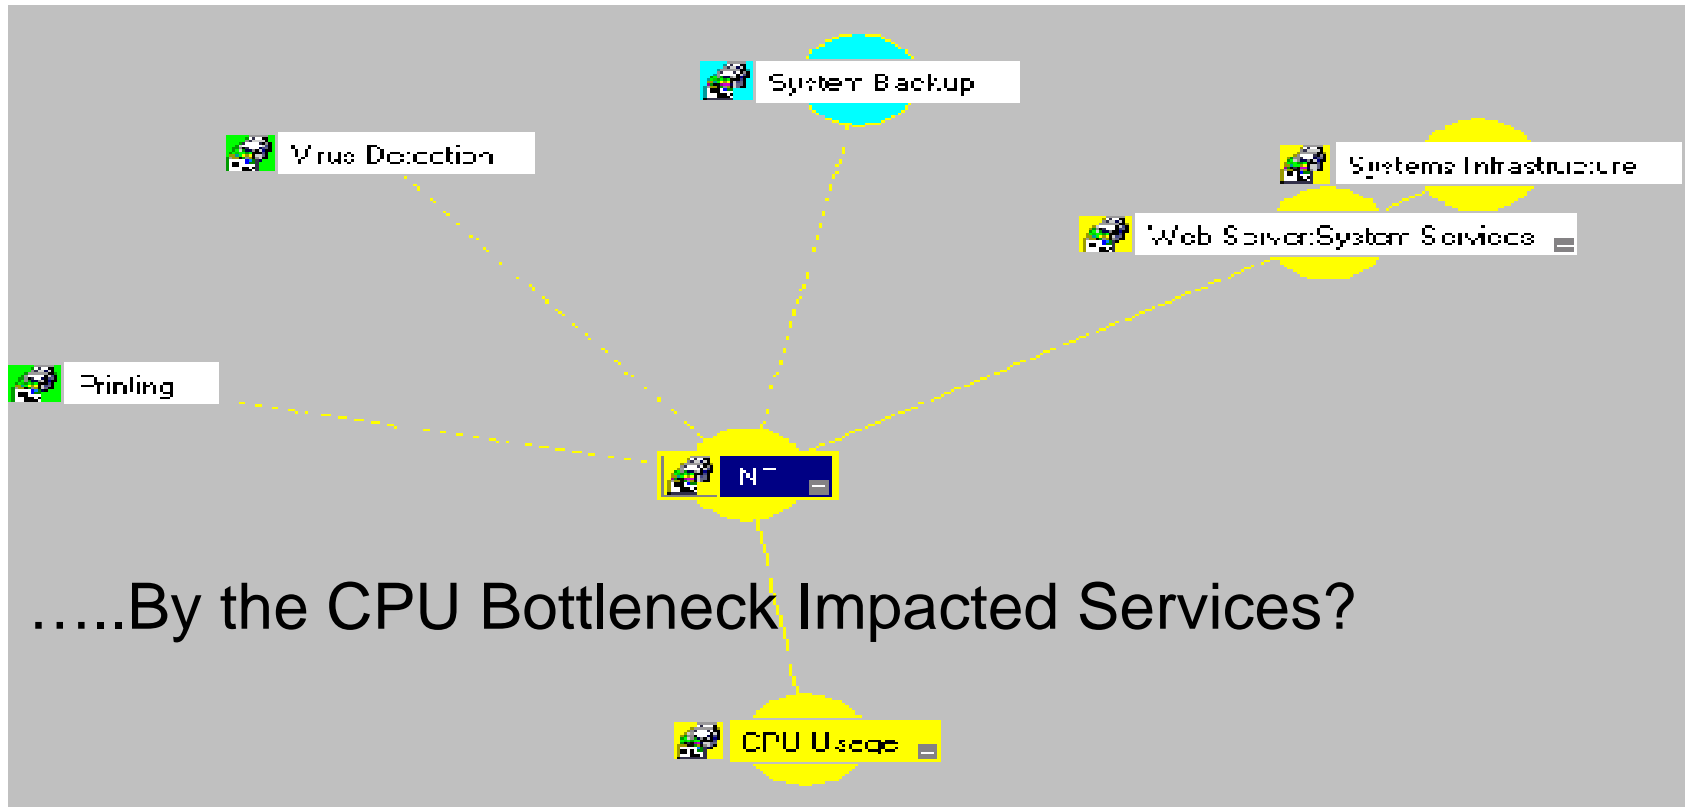 System Backup
Virus Detection
Systems Infrastructure
Web Server:System Services
Printing
NT
…..By the CPU Bottleneck Impacted Services?
CPU Usage